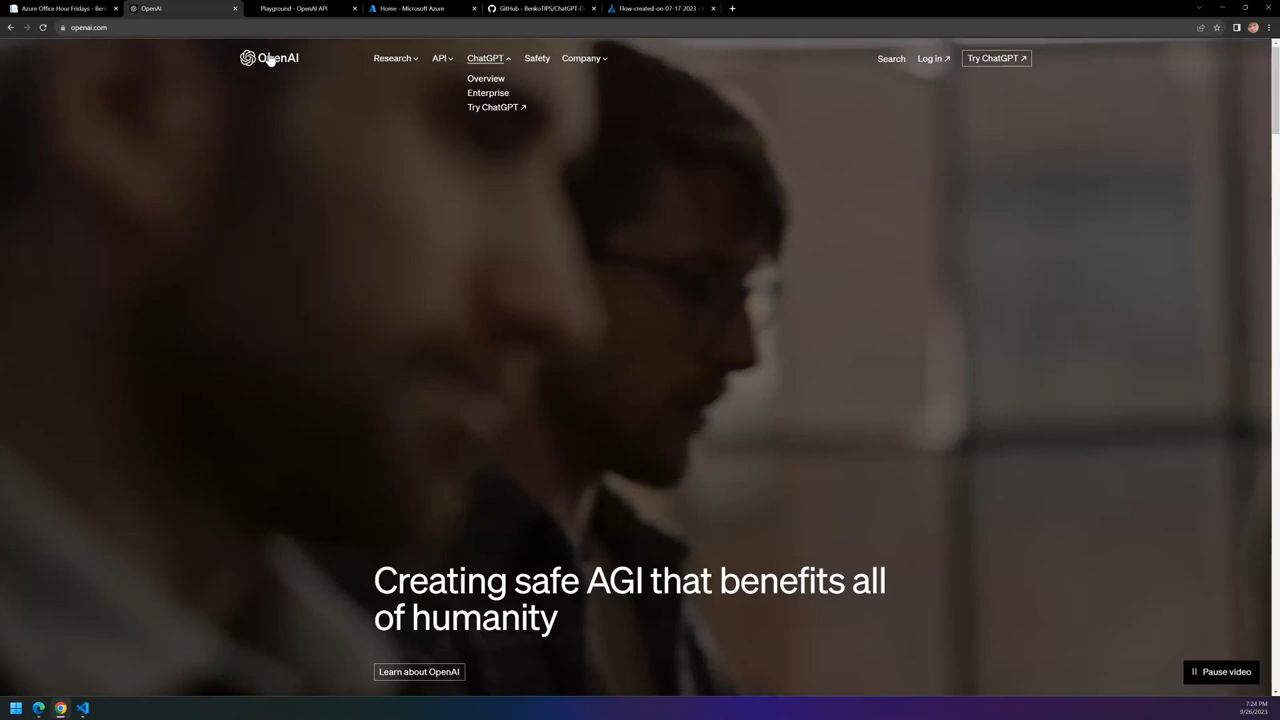 Azure Office Hour Fridays - Benk
OpenAI
Playground - OpenAI API
Home - Microsoft Azure
GitHub - BenkoTIPS/ChatGPT-D
Flow-created-on-07-17-2023 -
openai.com
OpenAI
Research
API
ChatGPT
Safety
Company
Search
Log in ↗
Try ChatGPT ↗
Overview
Enterprise
Try ChatGPT ↗
Creating safe AGI that benefits all
of humanity
Learn about OpenAI
Pause video
7:24 PM
9/26/2023